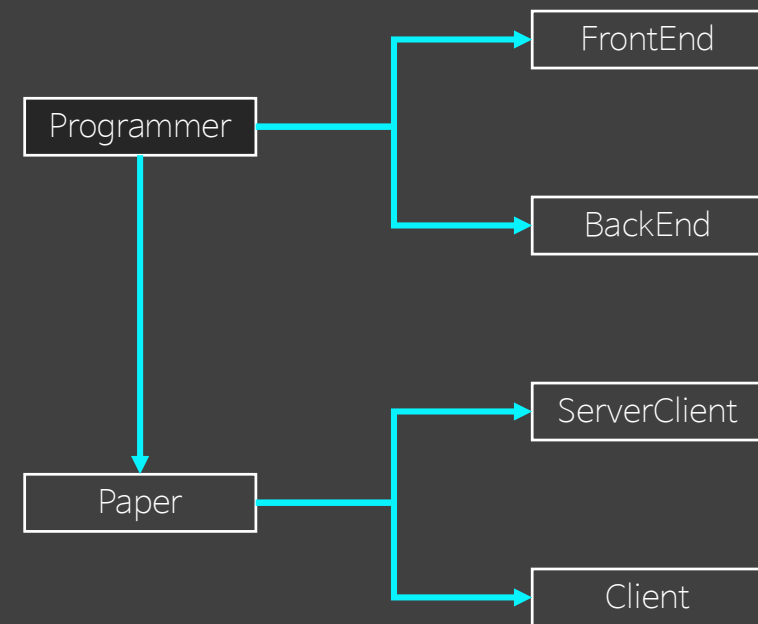 FrontEnd
Programmer
BackEnd
ServerClient
Paper
Client